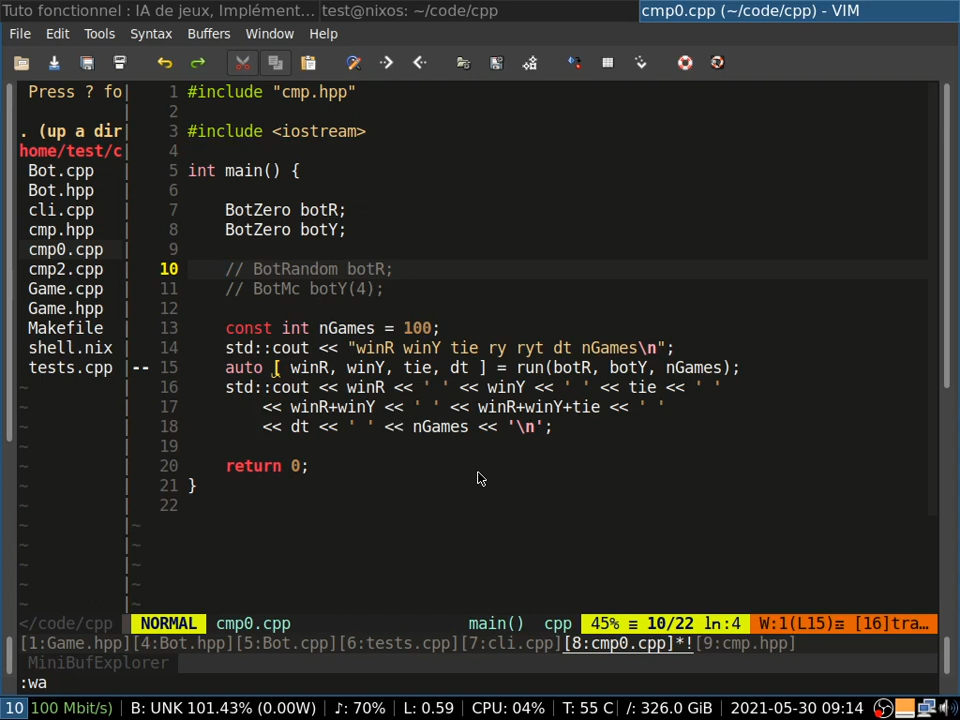 Tuto fonctionnel : IA de jeux, Implément... test@nixos: ~/code/cpp cmp0.cpp (~/code/cpp) - VIM
File Edit Tools Syntax Buffers Window Help
Press ? fo
. (up a dir
home/test/c
Bot.cpp
Bot.hpp
cli.cpp
cmp.hpp
cmp0.cpp
cmp2.cpp
Game.cpp
Game.hpp
Makefile
shell.nix
tests.cpp
1 #include "cmp.hpp"
2
3 #include <iostream>
4
5 int main() {
6
7     BotZero botR;
8     BotZero botY;
9
10     // BotRandom botR;
11     // BotMc botY(4);
12
13     const int nGames = 100;
14     std::cout << "winR winY tie ry ryt dt nGames\n";
-- 15     auto [ winR, winY, tie, dt ] = run(botR, botY, nGames);
16     std::cout << winR << ' ' << winY << ' ' << tie << ' '
17         << winR+winY << ' ' << winR+winY+tie << ' '
18         << dt << ' ' << nGames << '\n';
19
20     return 0;
21 }
22
</code/cpp NORMAL cmp0.cpp main() cpp 45% ≡ 10/22 ln:4 W:1(L15)≡ [16]tra…
[1:Game.hpp][4:Bot.hpp][5:Bot.cpp][6:tests.cpp][7:cli.cpp][8:cmp0.cpp]*![9:cmp.hpp]
MiniBufExplorer
:wa
10 100 Mbit/s) B: UNK 101.43% (0.00W) ♪: 70% L: 0.59 CPU: 04% T: 55 C /: 326.0 GiB 2021-05-30 09:14